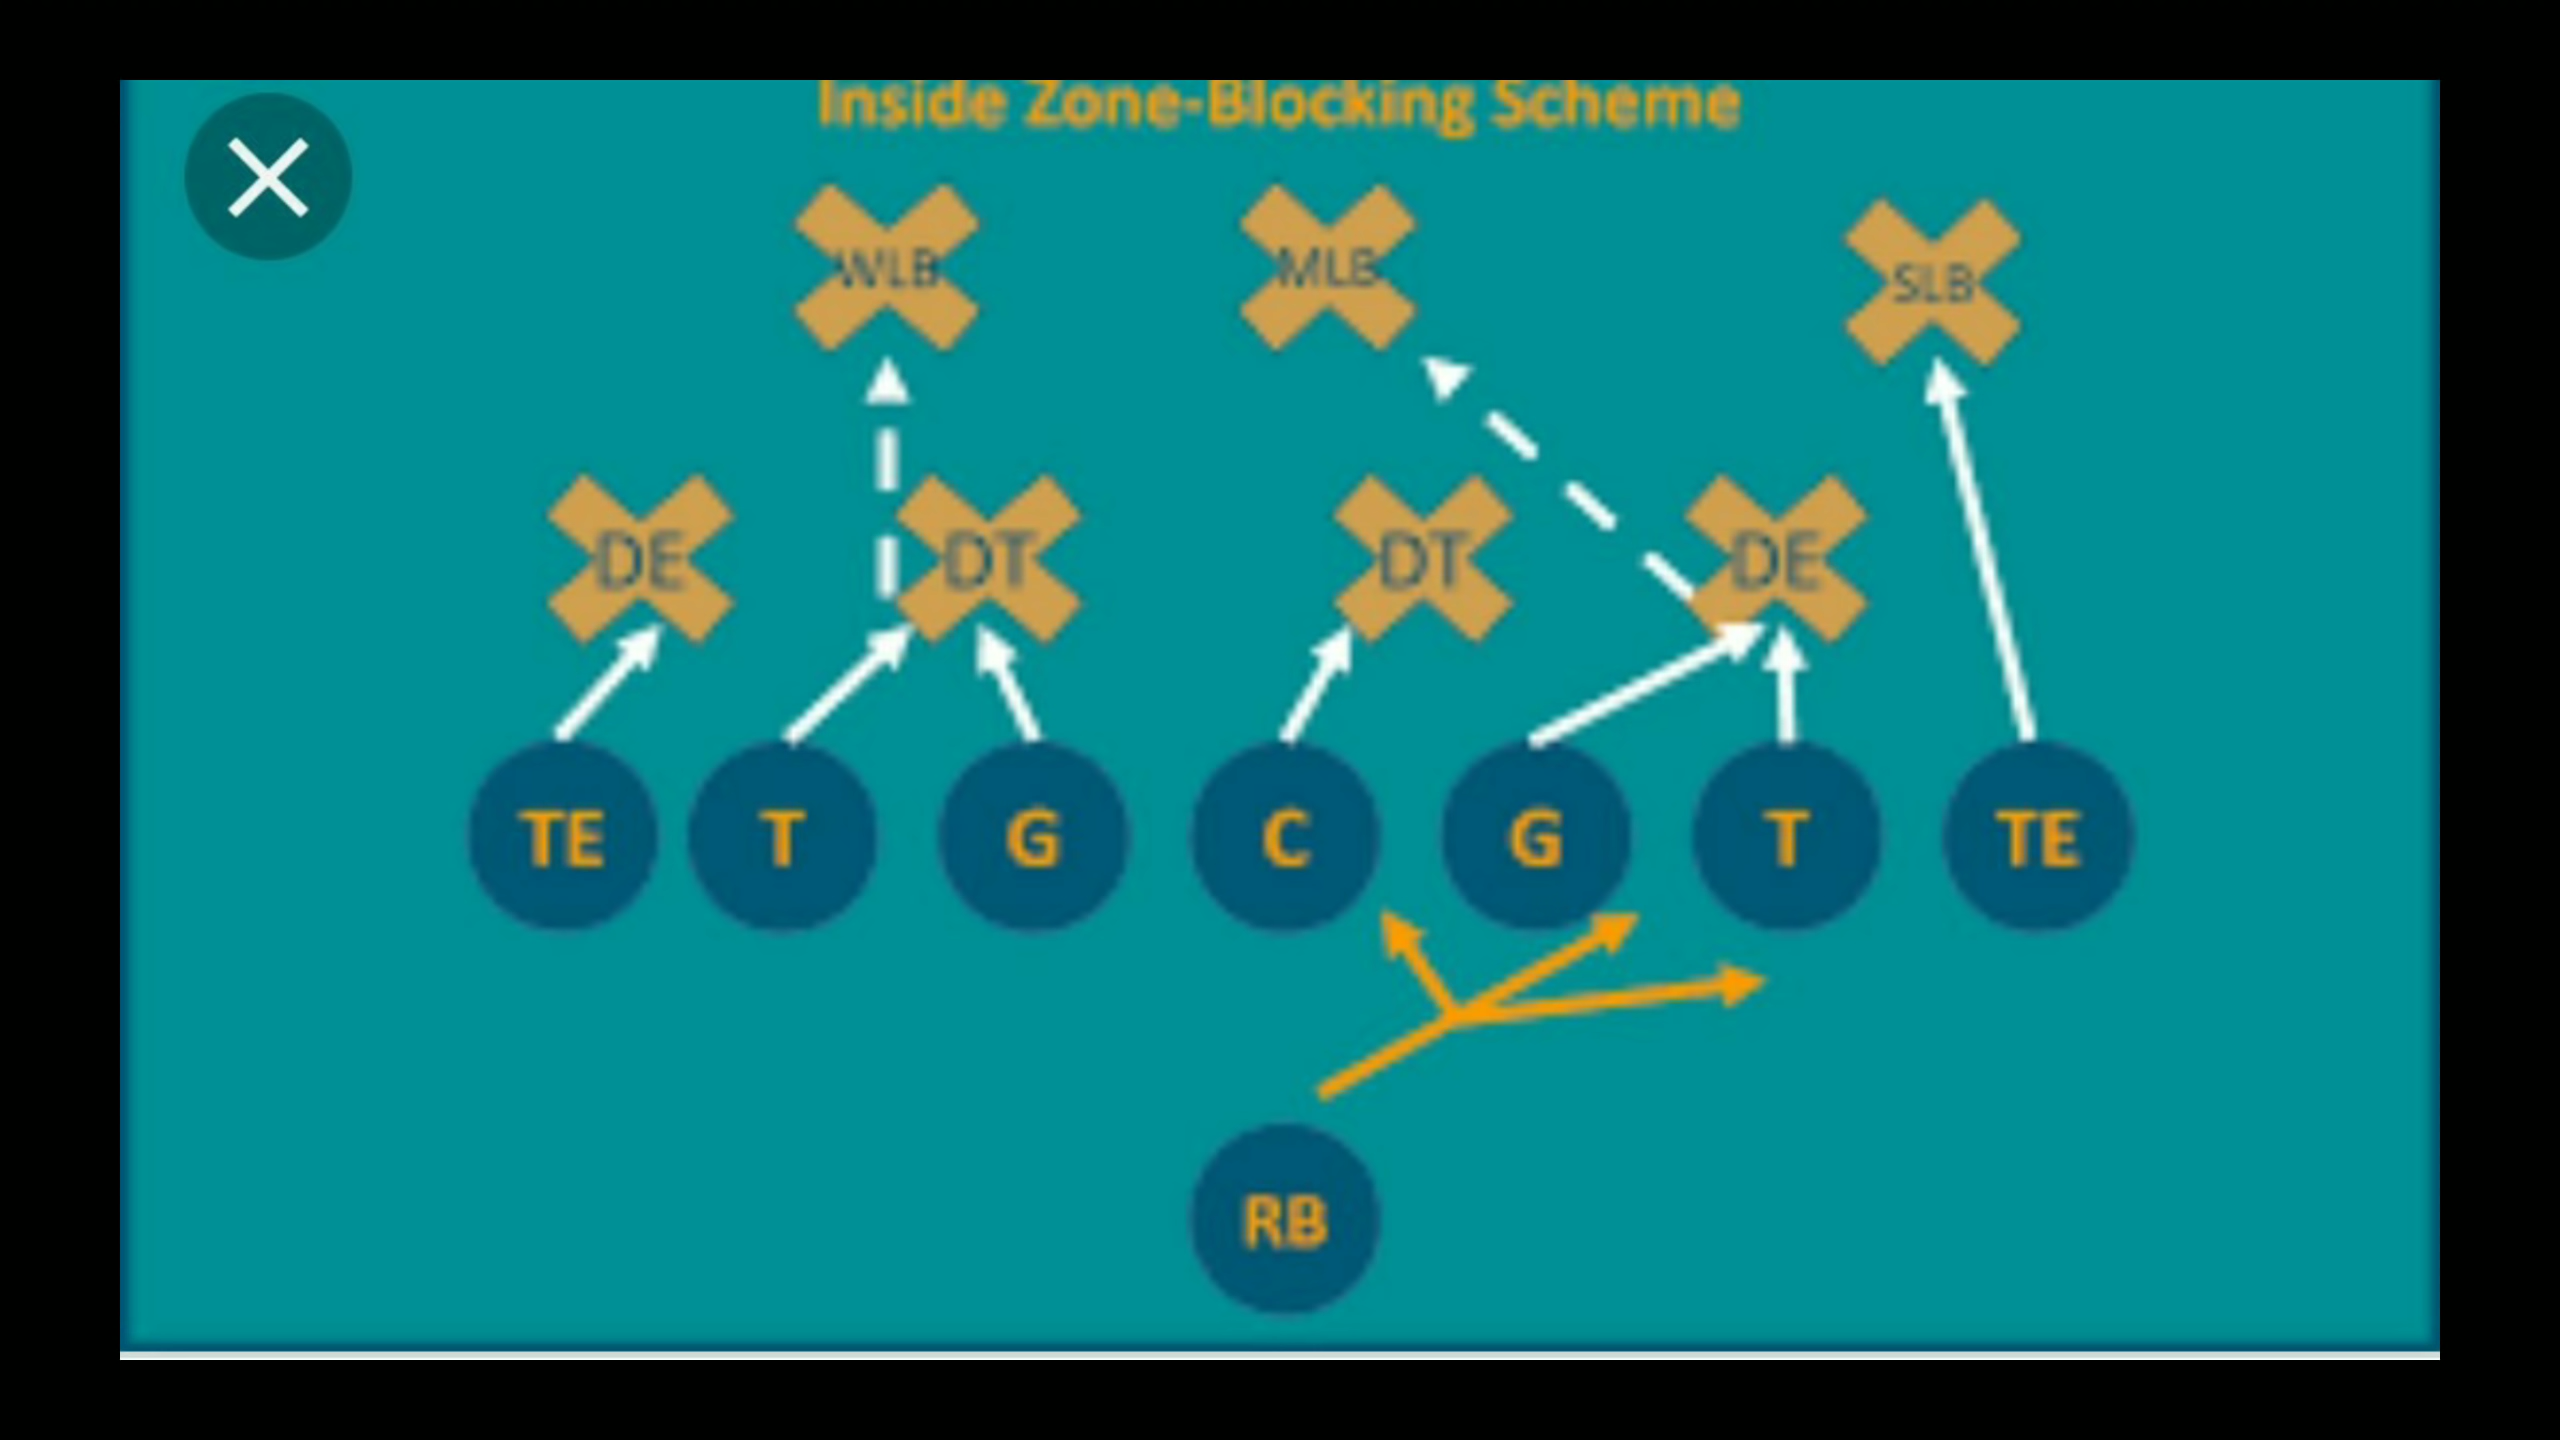 Inside Zone-Blocking Scheme
WLB MLB SLB
DE DT DT DE
TE T G C G T TE
RB